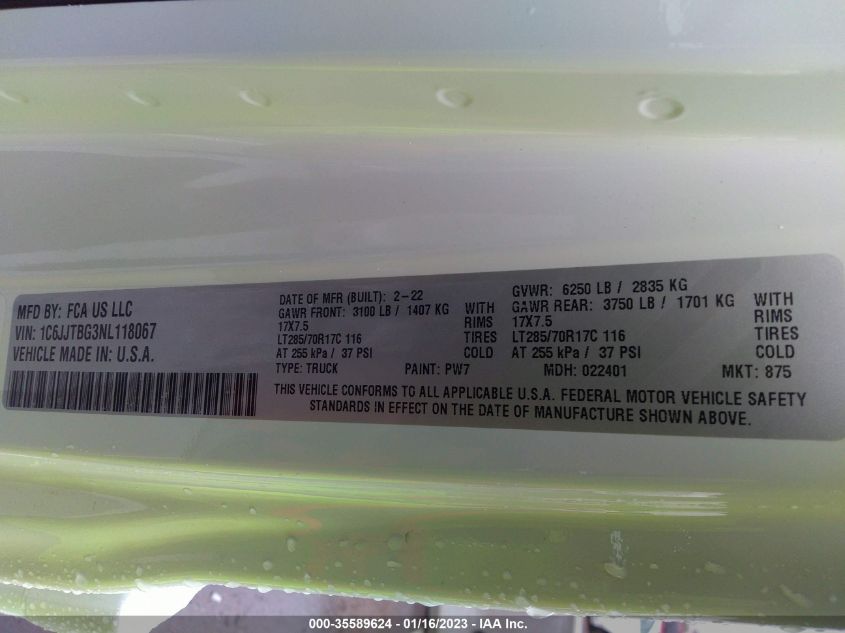 MFD BY: FCA US LLC
VIN: 1C6JJTBG3NL118067
VEHICLE MADE IN: U.S.A.
DATE OF MFR (BUILT): 2-22
GAWR FRONT: 3100 LB / 1407 KG WITH
17X7.5 RIMS
LT285/70R17C 116 TIRES
AT 255 kPa / 37 PSI COLD
GVWR: 6250 LB / 2835 KG
GAWR REAR: 3750 LB / 1701 KG WITH
17X7.5 RIMS
LT285/70R17C 116 TIRES
AT 255 kPa / 37 PSI COLD
TYPE: TRUCK PAINT: PW7 MDH: 022401 MKT: 875
THIS VEHICLE CONFORMS TO ALL APPLICABLE U.S.A. FEDERAL MOTOR VEHICLE SAFETY
STANDARDS IN EFFECT ON THE DATE OF MANUFACTURE SHOWN ABOVE.
000-35589624 - 01/16/2023 - IAA Inc.